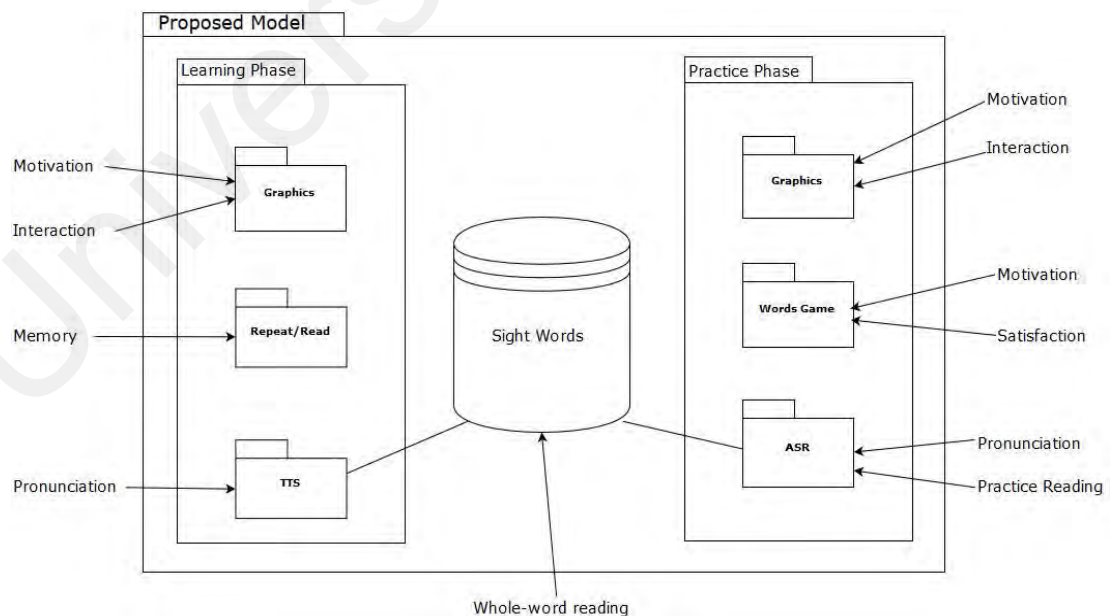 Proposed Model
Learning Phase
Motivation
Interaction
Graphics
Memory
Repeat/Read
Pronunciation
TTS
Sight Words
Whole-word reading
Practice Phase
Graphics
Motivation
Interaction
Words Game
Motivation
Satisfaction
ASR
Pronunciation
Practice Reading
Univers